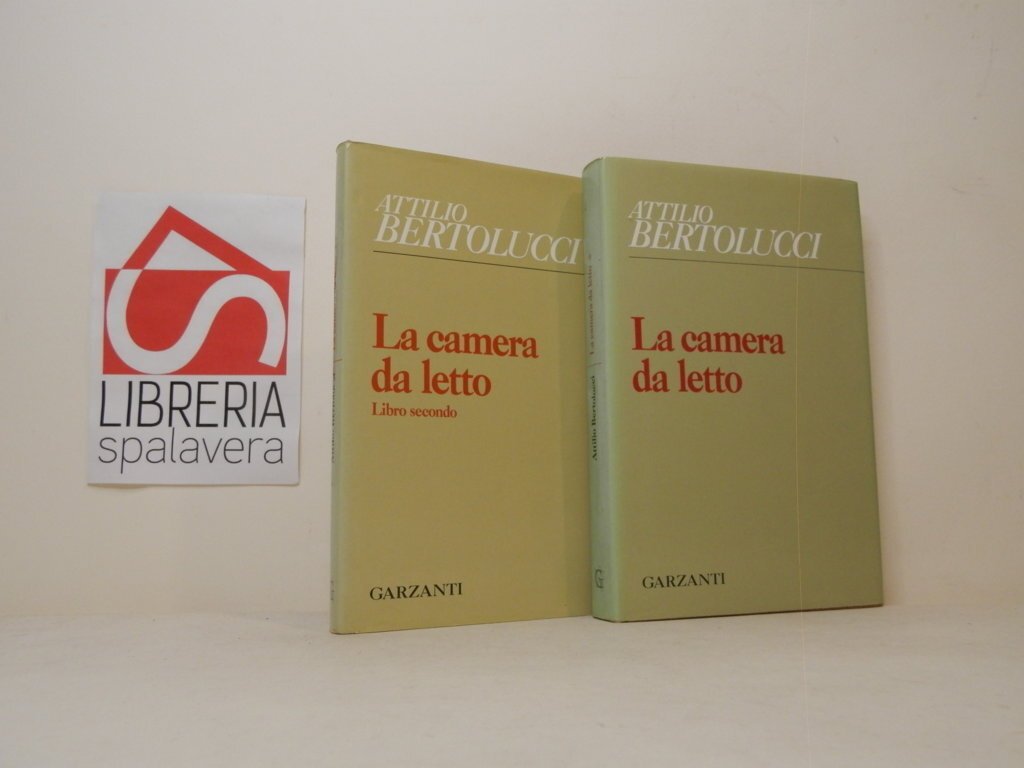 LIBRERIA
spalavera
ATTILIO
BERTOLUCCI
La camera
da letto
Libro secondo
GARZANTI
Attilio Bertolucci La camera da letto
G
ATTILIO
BERTOLUCCI
La camera
da letto
GARZANTI